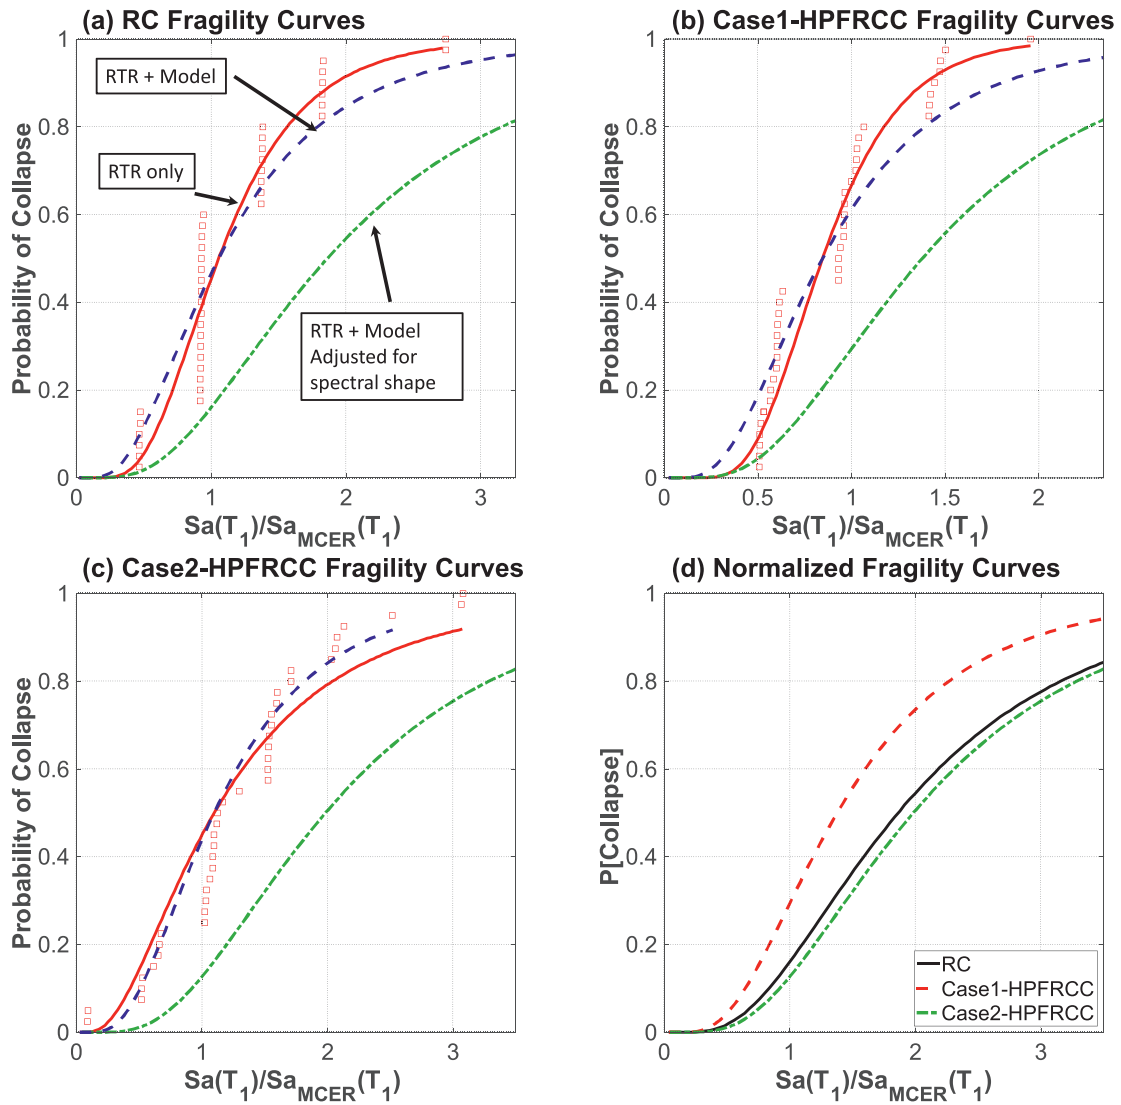 (a) RC Fragility Curves
1
0.8
0.6
0.4
0.2
0
Probability of Collapse
RTR + Model
RTR only
RTR + Model
Adjusted for
spectral shape
0 1 2 3
Sa(T1)/SaMCER(T1)
(b) Case1-HPFRCC Fragility Curves
1
0.8
0.6
0.4
0.2
0
Probability of Collapse
0 0.5 1 1.5 2
Sa(T1)/SaMCER(T1)
(c) Case2-HPFRCC Fragility Curves
1
0.8
0.6
0.4
0.2
0
Probability of Collapse
0 1 2 3
Sa(T1)/SaMCER(T1)
(d) Normalized Fragility Curves
1
0.8
0.6
0.4
0.2
0
P[Collapse]
RC
Case1-HPFRCC
Case2-HPFRCC
0 1 2 3
Sa(T1)/SaMCER(T1)